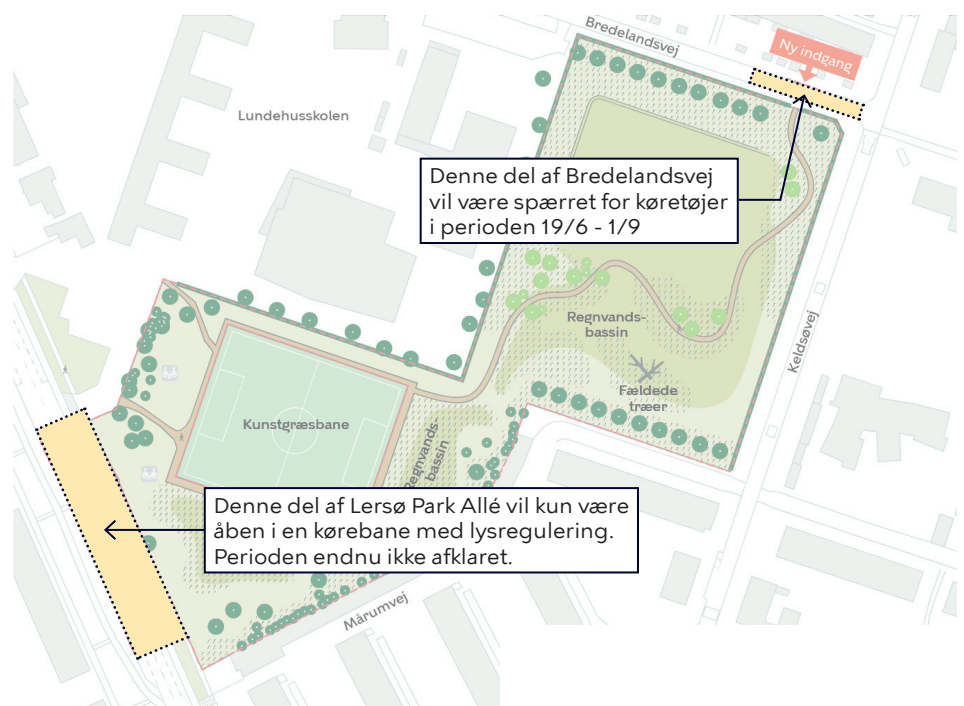 Bredelandsvej
Ny indgang
Lundehusskolen
Denne del af Bredelandsvej
vil være spærret for køretøjer
i perioden 19/6 - 1/9
Regnvands-
bassin
Keldsøvej
Fældede
træer
Kunstgræsbane
Regnvands-
bassin
Denne del af Lersø Park Allé vil kun være
åben i en kørebane med lysregulering.
Perioden endnu ikke afklaret.
Mårumvej